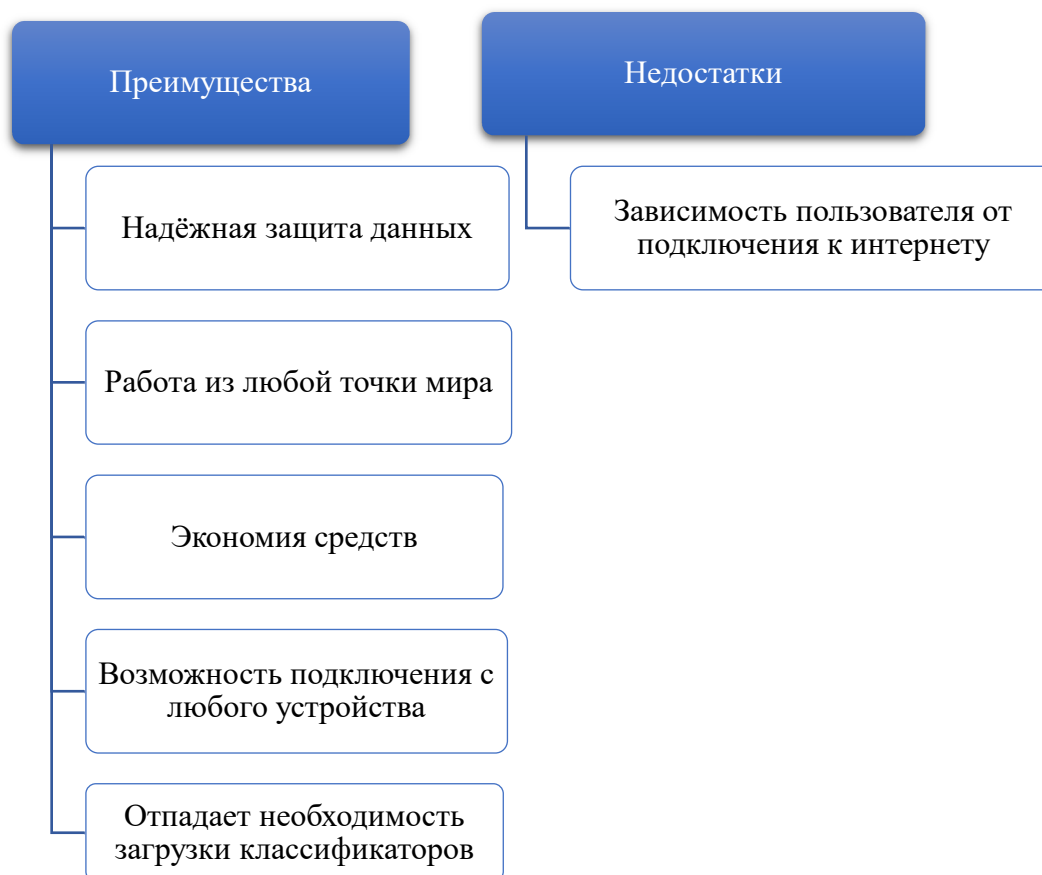 Преимущества
Надёжная защита данных
Работа из любой точки мира
Экономия средств
Возможность подключения с
любого устройства
Отпадает необходимость
загрузки классификаторов
Недостатки
Зависимость пользователя от
подключения к интернету